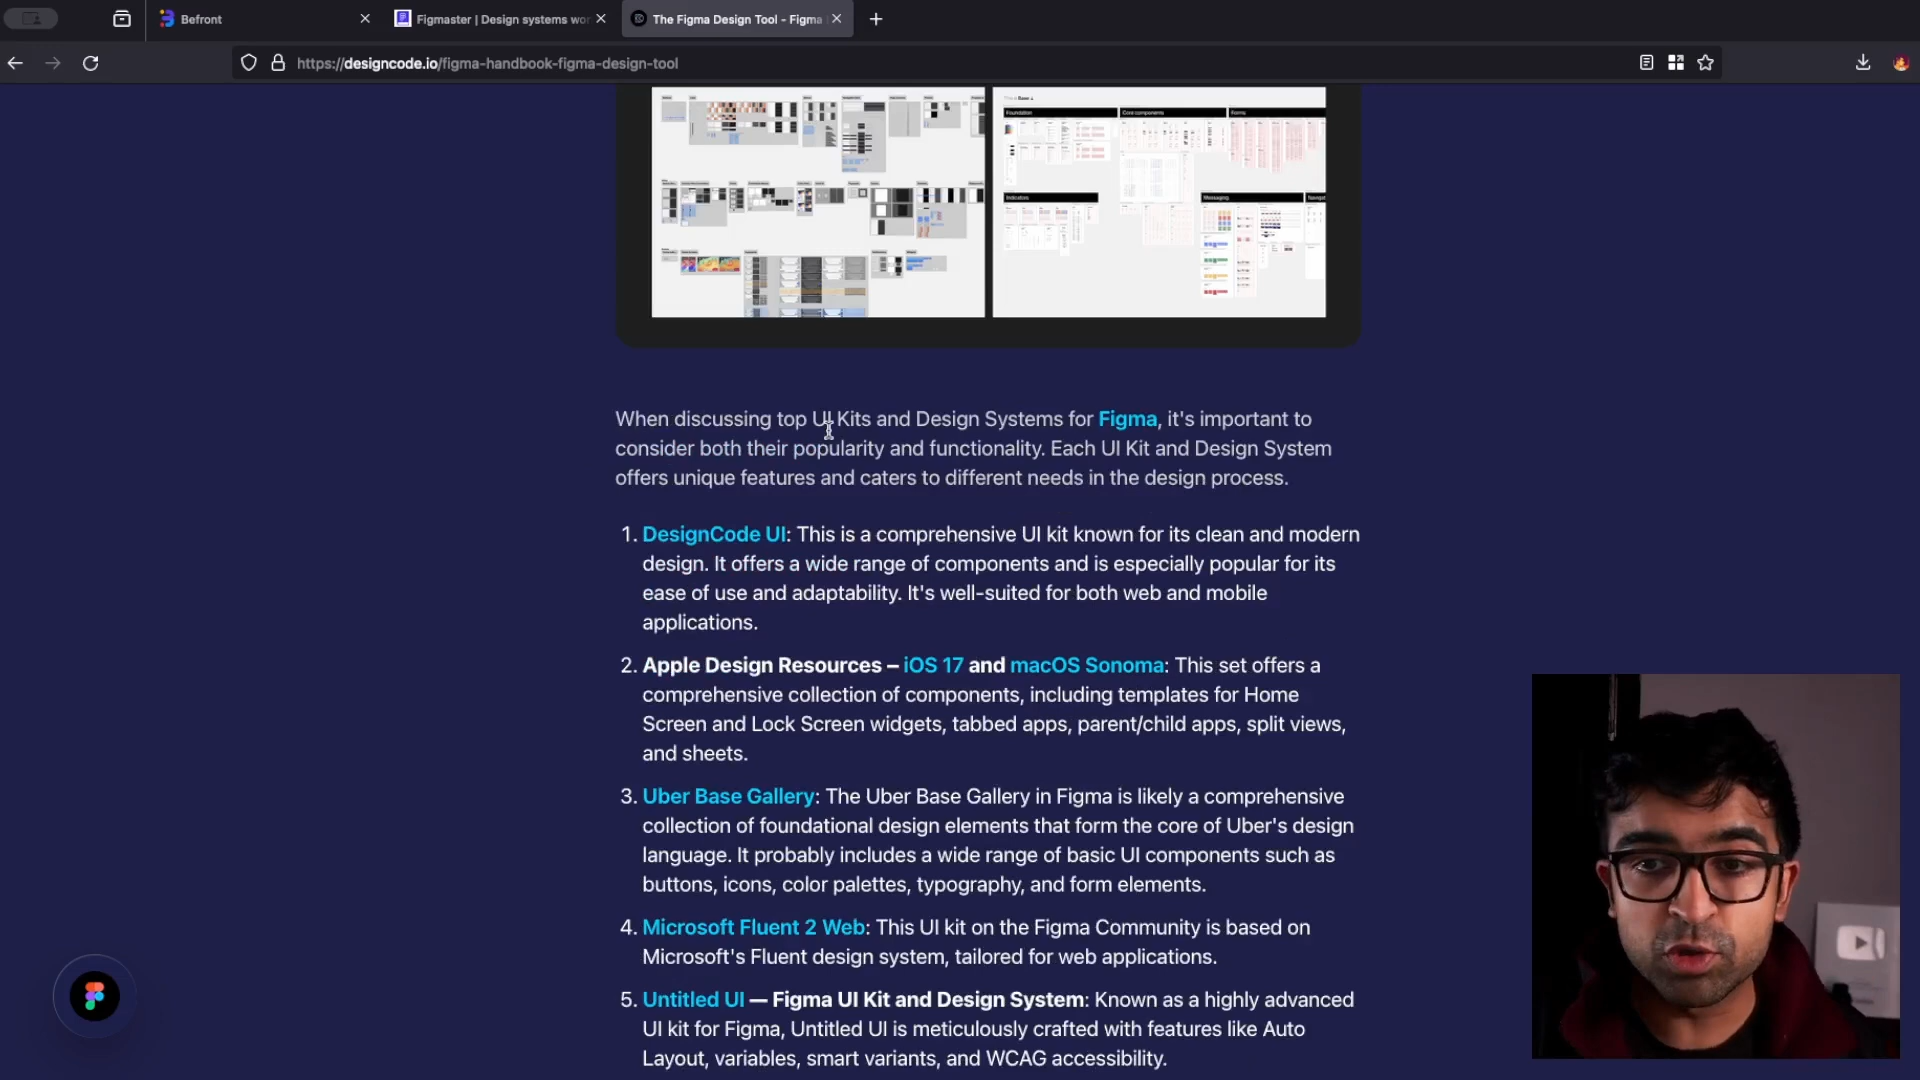 Befront
Figmaster | Design systems wor
The Figma Design Tool - Figma
https://designcode.io/figma-handbook-figma-design-tool
This is Base
Foundation
Core components
Forms
Indicators
Messaging
Navigat
When discussing top UI Kits and Design Systems for Figma, it's important to
consider both their popularity and functionality. Each UI Kit and Design System
offers unique features and caters to different needs in the design process.
1. DesignCode UI: This is a comprehensive UI kit known for its clean and modern
design. It offers a wide range of components and is especially popular for its
ease of use and adaptability. It's well-suited for both web and mobile
applications.
2. Apple Design Resources – iOS 17 and macOS Sonoma: This set offers a
comprehensive collection of components, including templates for Home
Screen and Lock Screen widgets, tabbed apps, parent/child apps, split views,
and sheets.
3. Uber Base Gallery: The Uber Base Gallery in Figma is likely a comprehensive
collection of foundational design elements that form the core of Uber's design
language. It probably includes a wide range of basic UI components such as
buttons, icons, color palettes, typography, and form elements.
4. Microsoft Fluent 2 Web: This UI kit on the Figma Community is based on
Microsoft's Fluent design system, tailored for web applications.
5. Untitled UI — Figma UI Kit and Design System: Known as a highly advanced
UI kit for Figma, Untitled UI is meticulously crafted with features like Auto
Layout, variables, smart variants, and WCAG accessibility.